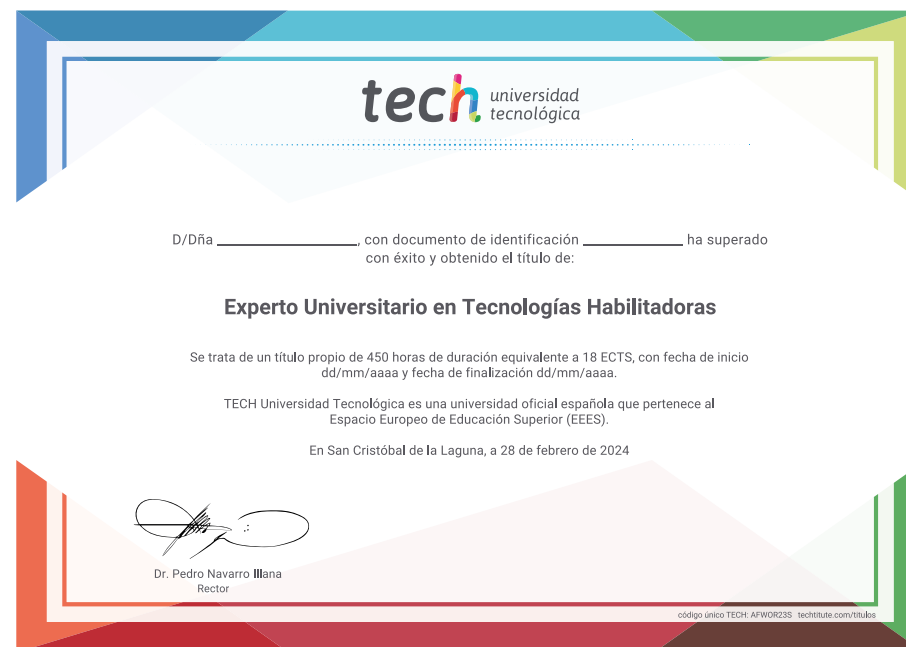 tech universidad
tecnológica
D/Dña ____________, con documento de identificación ____________ ha superado
con éxito y obtenido el título de:
Experto Universitario en Tecnologías Habilitadoras
Se trata de un título propio de 450 horas de duración equivalente a 18 ECTS, con fecha de inicio
dd/mm/aaaa y fecha de finalización dd/mm/aaaa.
TECH Universidad Tecnológica es una universidad oficial española que pertenece al
Espacio Europeo de Educación Superior (EEES).
En San Cristóbal de la Laguna, a 28 de febrero de 2024
Dr. Pedro Navarro Illana
Rector
código único TECH: AFWOR23S techtitute.com/titulos